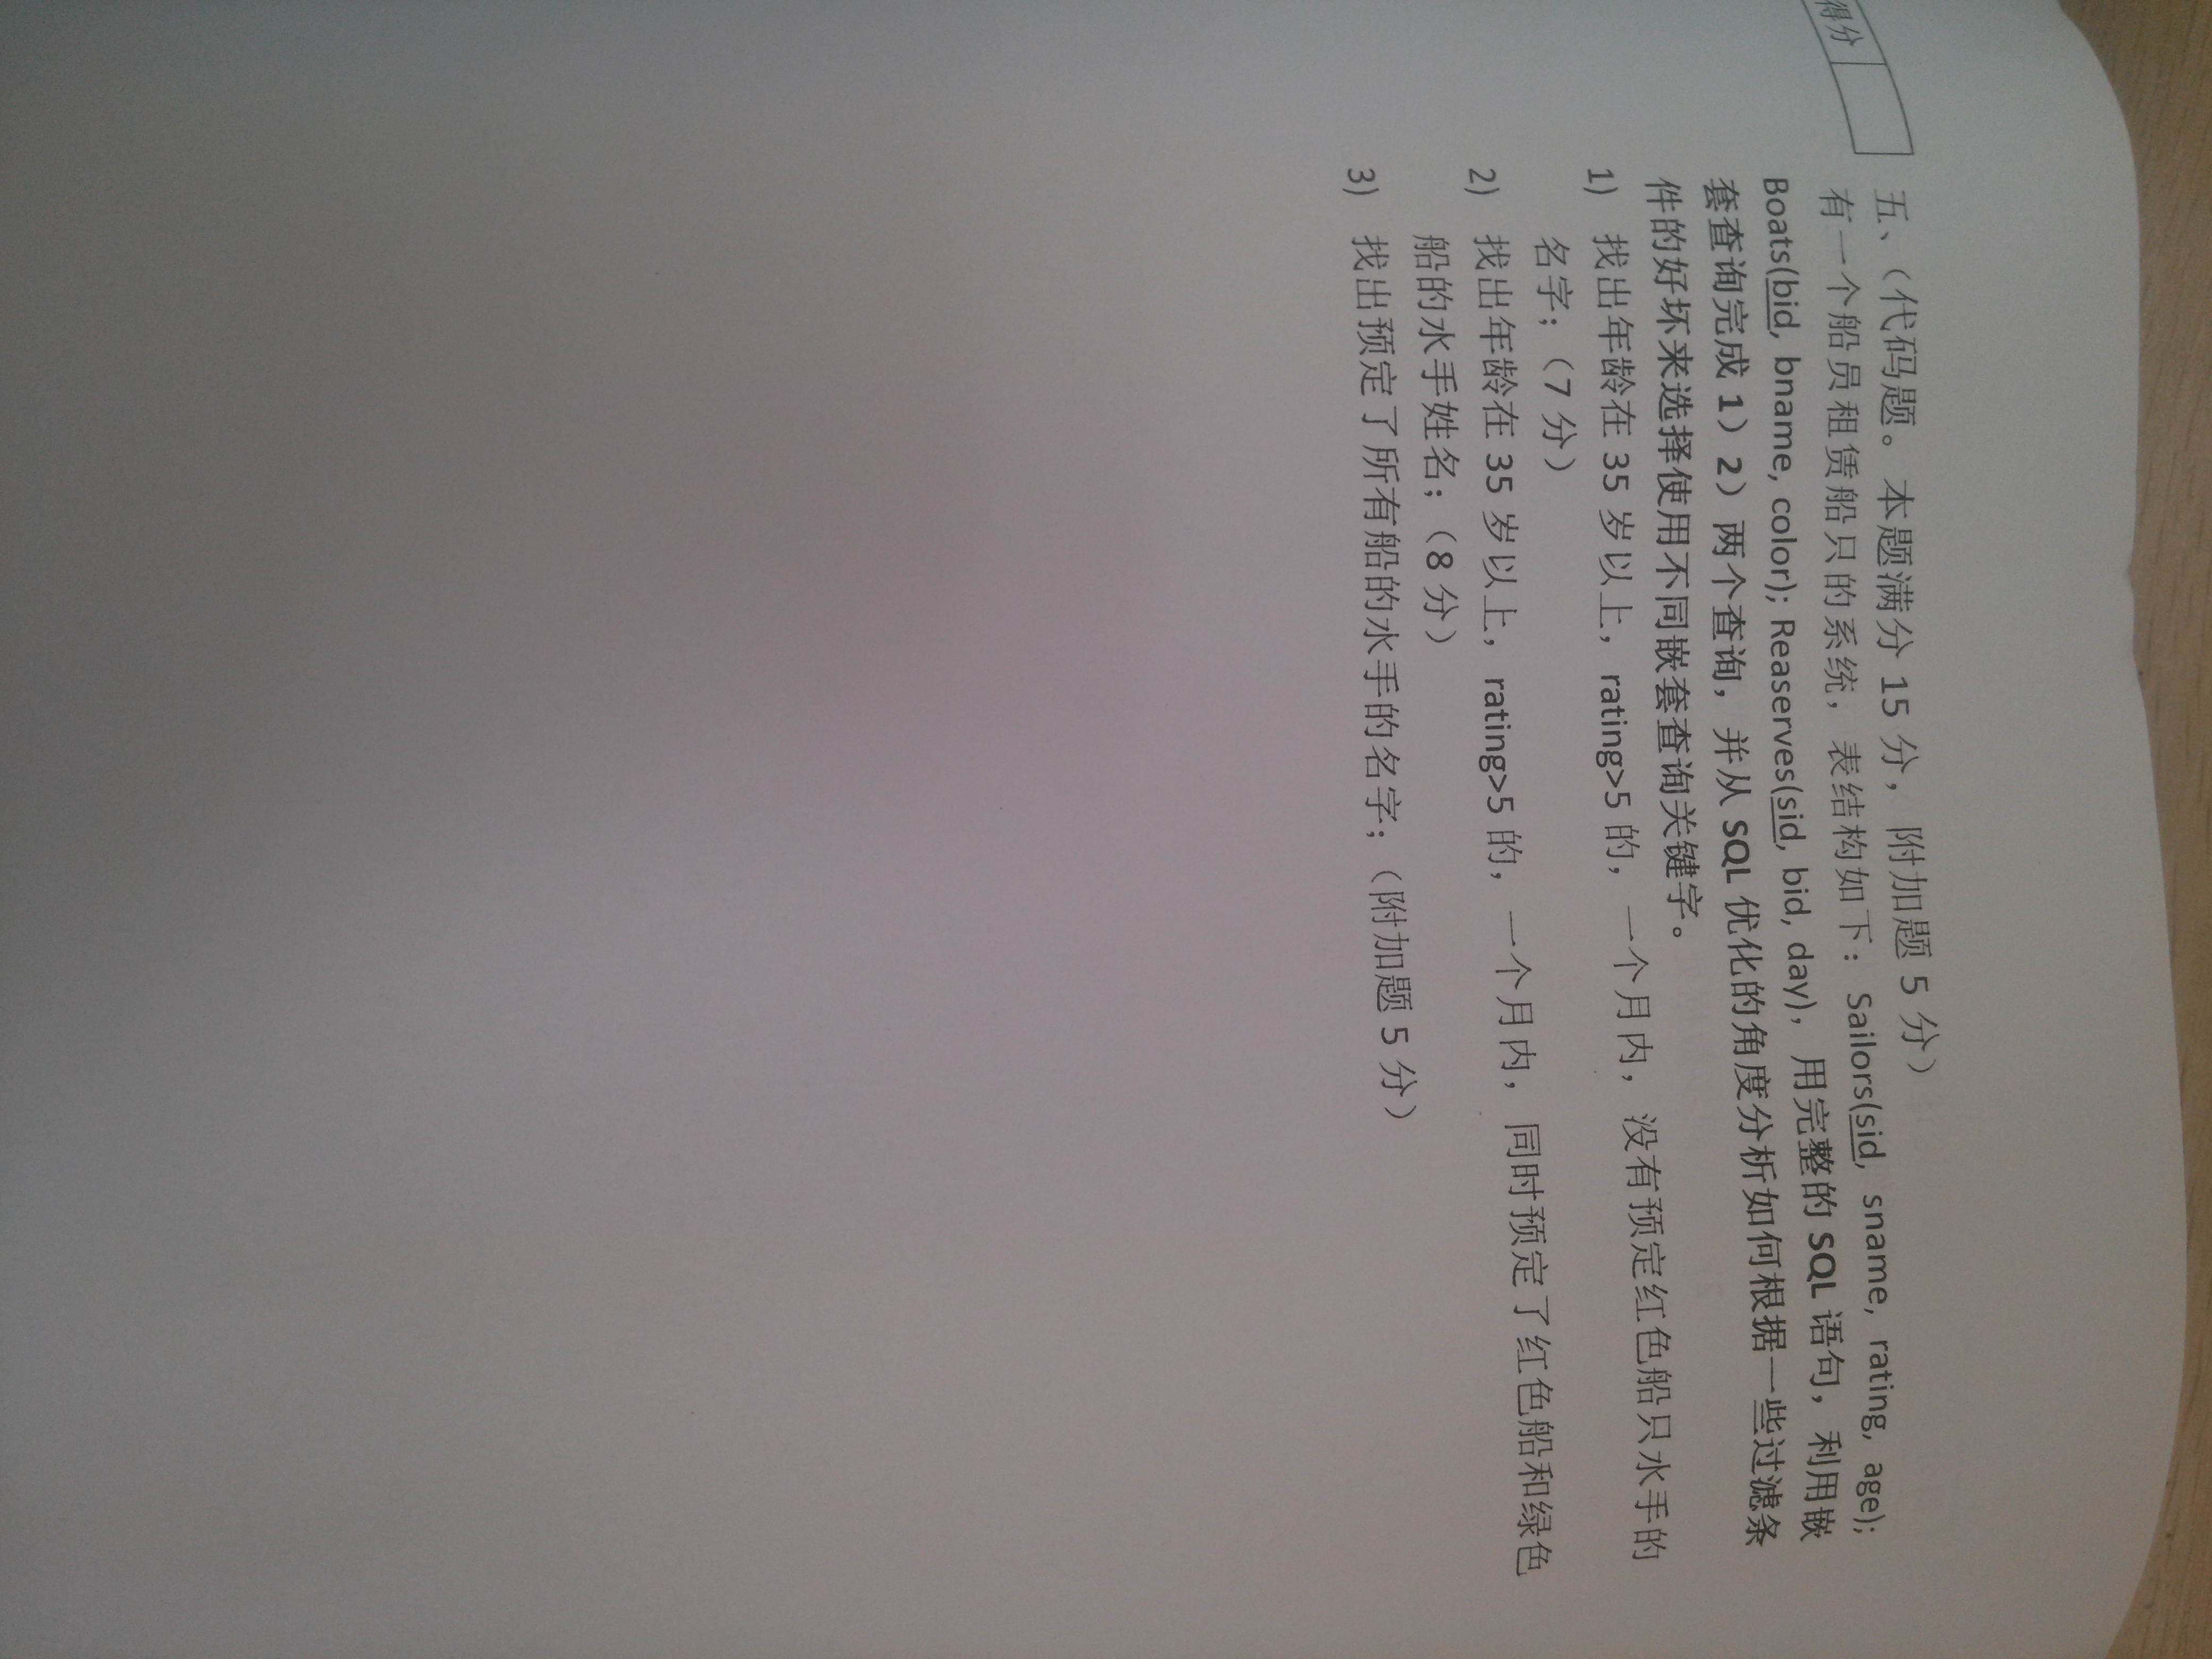 得分
五、（代码题。本题满分 15 分，附加题 5 分）
有一个船员租赁船只的系统，表结构如下：Sailors(sid, sname, rating, age);
Boats(bid, bname, color); Reaserves(sid, bid, day)，用完整的 SQL 语句，利用嵌
套查询完成 1）2）两个查询，并从 SQL 优化的角度分析如何根据一些过滤条
件的好坏来选择使用不同嵌套查询关键字。
1) 找出年龄在 35 岁以上，rating>5 的，一个月内，没有预定红色船只水手的
名字；（7 分）
2) 找出年龄在 35 岁以上，rating>5 的，一个月内，同时预定了红色船和绿色
船的水手姓名；（8 分）
3) 找出预定了所有船的水手的名字；（附加题 5 分）